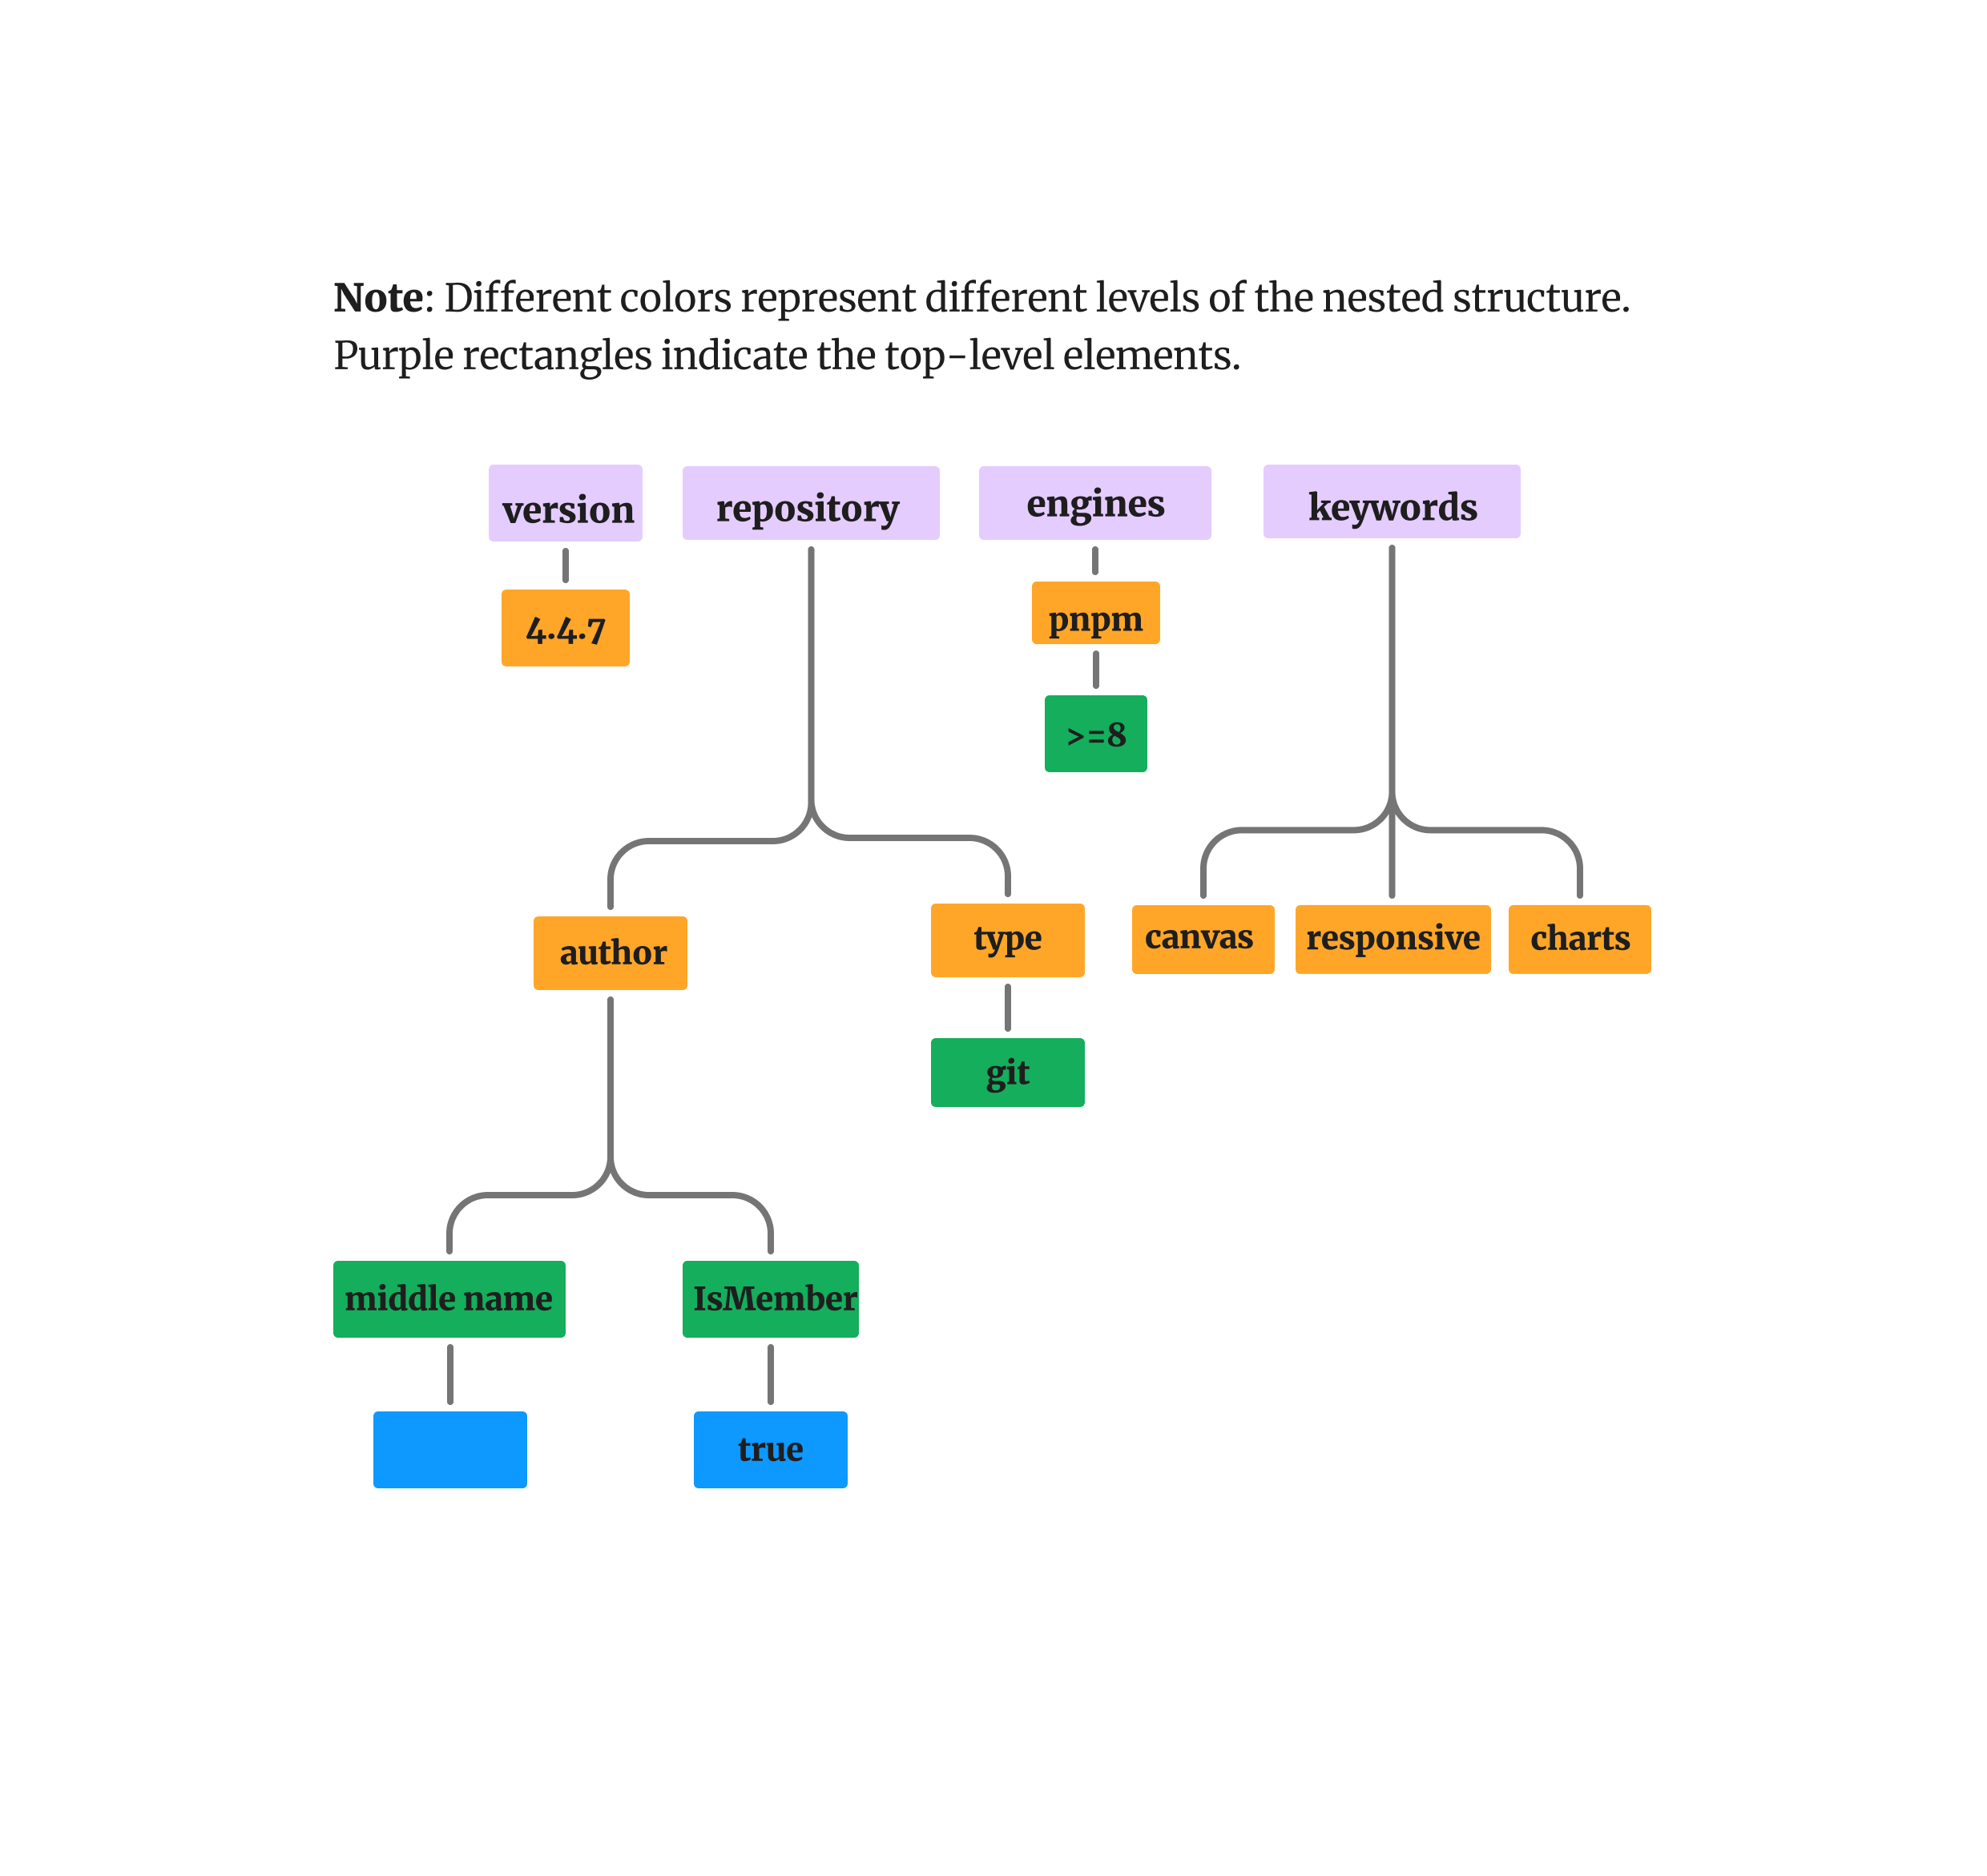 Note: Different colors represent different levels of the nested structure.
Purple rectangles indicate the top-level elements.
version
repository
engines
keywords
4.4.7
pnpm
>=8
author
type
canvas
responsive
charts
git
middle name
IsMember
true